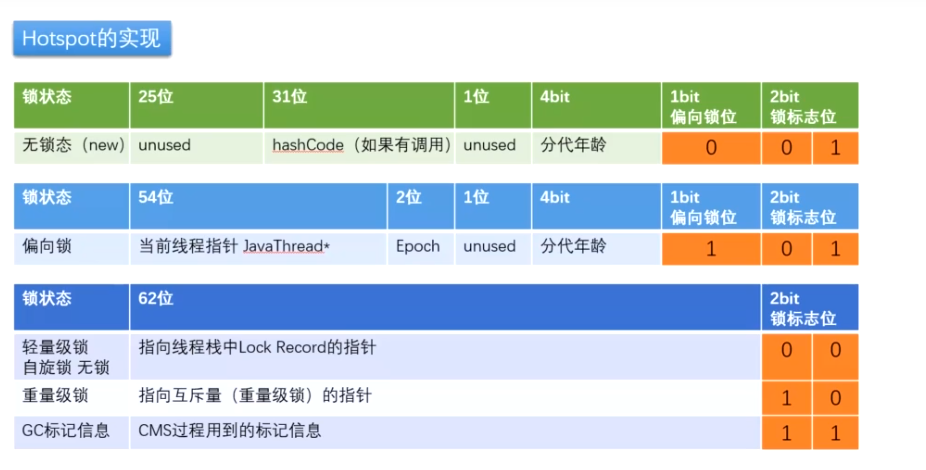 Hotspot的实现
锁状态 25位 31位 1位 4bit 1bit 2bit
偏向锁位 锁标志位
无锁态（new） unused hashCode（如果有调用） unused 分代年龄 0 0 1
锁状态 54位 2位 1位 4bit 1bit 2bit
偏向锁位 锁标志位
偏向锁 当前线程指针 JavaThread* Epoch unused 分代年龄 1 0 1
锁状态 62位 2bit
锁标志位
轻量级锁 指向线程栈中Lock Record的指针 0 0
自旋锁 无锁
重量级锁 指向互斥量（重量级锁）的指针 1 0
GC标记信息 CMS过程用到的标记信息 1 1